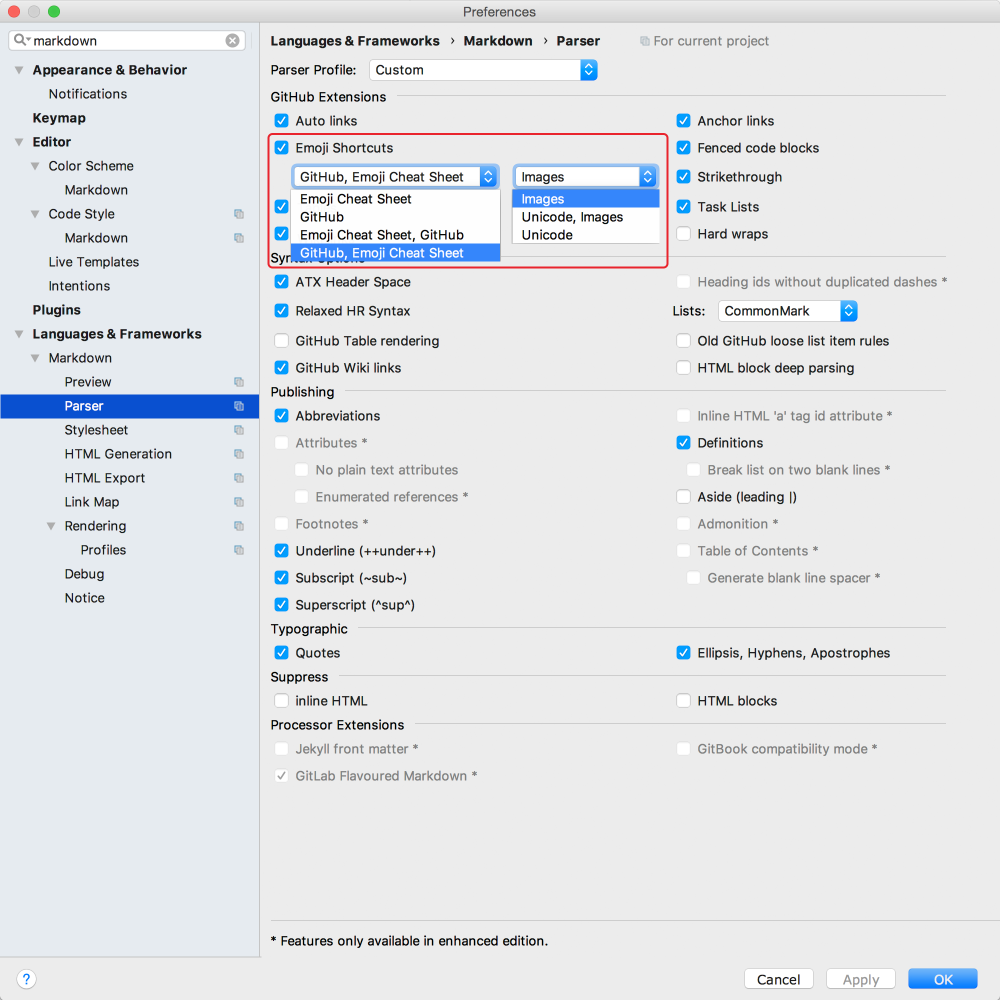 Preferences
markdown
Appearance & Behavior
Notifications
Keymap
Editor
Color Scheme
Markdown
Code Style
Markdown
Live Templates
Intentions
Plugins
Languages & Frameworks
Markdown
Preview
Parser
Stylesheet
HTML Generation
HTML Export
Link Map
Rendering
Profiles
Debug
Notice
?
Languages & Frameworks › Markdown › Parser For current project
Parser Profile: Custom
GitHub Extensions
Auto links
Anchor links
Emoji Shortcuts
Fenced code blocks
GitHub, Emoji Cheat Sheet
Images
Strikethrough
Emoji Cheat Sheet
GitHub
Emoji Cheat Sheet, GitHub
GitHub, Emoji Cheat Sheet
Images
Unicode, Images
Unicode
Task Lists
Hard wraps
Syntax Options
ATX Header Space
Heading ids without duplicated dashes *
Relaxed HR Syntax
Lists: CommonMark
GitHub Table rendering
Old GitHub loose list item rules
GitHub Wiki links
HTML block deep parsing
Publishing
Abbreviations
Inline HTML 'a' tag id attribute *
Attributes *
Definitions
No plain text attributes
Break list on two blank lines *
Enumerated references *
Aside (leading |)
Footnotes *
Admonition *
Underline (++under++)
Table of Contents *
Subscript (~sub~)
Generate blank line spacer *
Superscript (^sup^)
Typographic
Quotes
Ellipsis, Hyphens, Apostrophes
Suppress
inline HTML
HTML blocks
Processor Extensions
Jekyll front matter *
GitBook compatibility mode *
GitLab Flavoured Markdown *
* Features only available in enhanced edition.
Cancel
Apply
OK